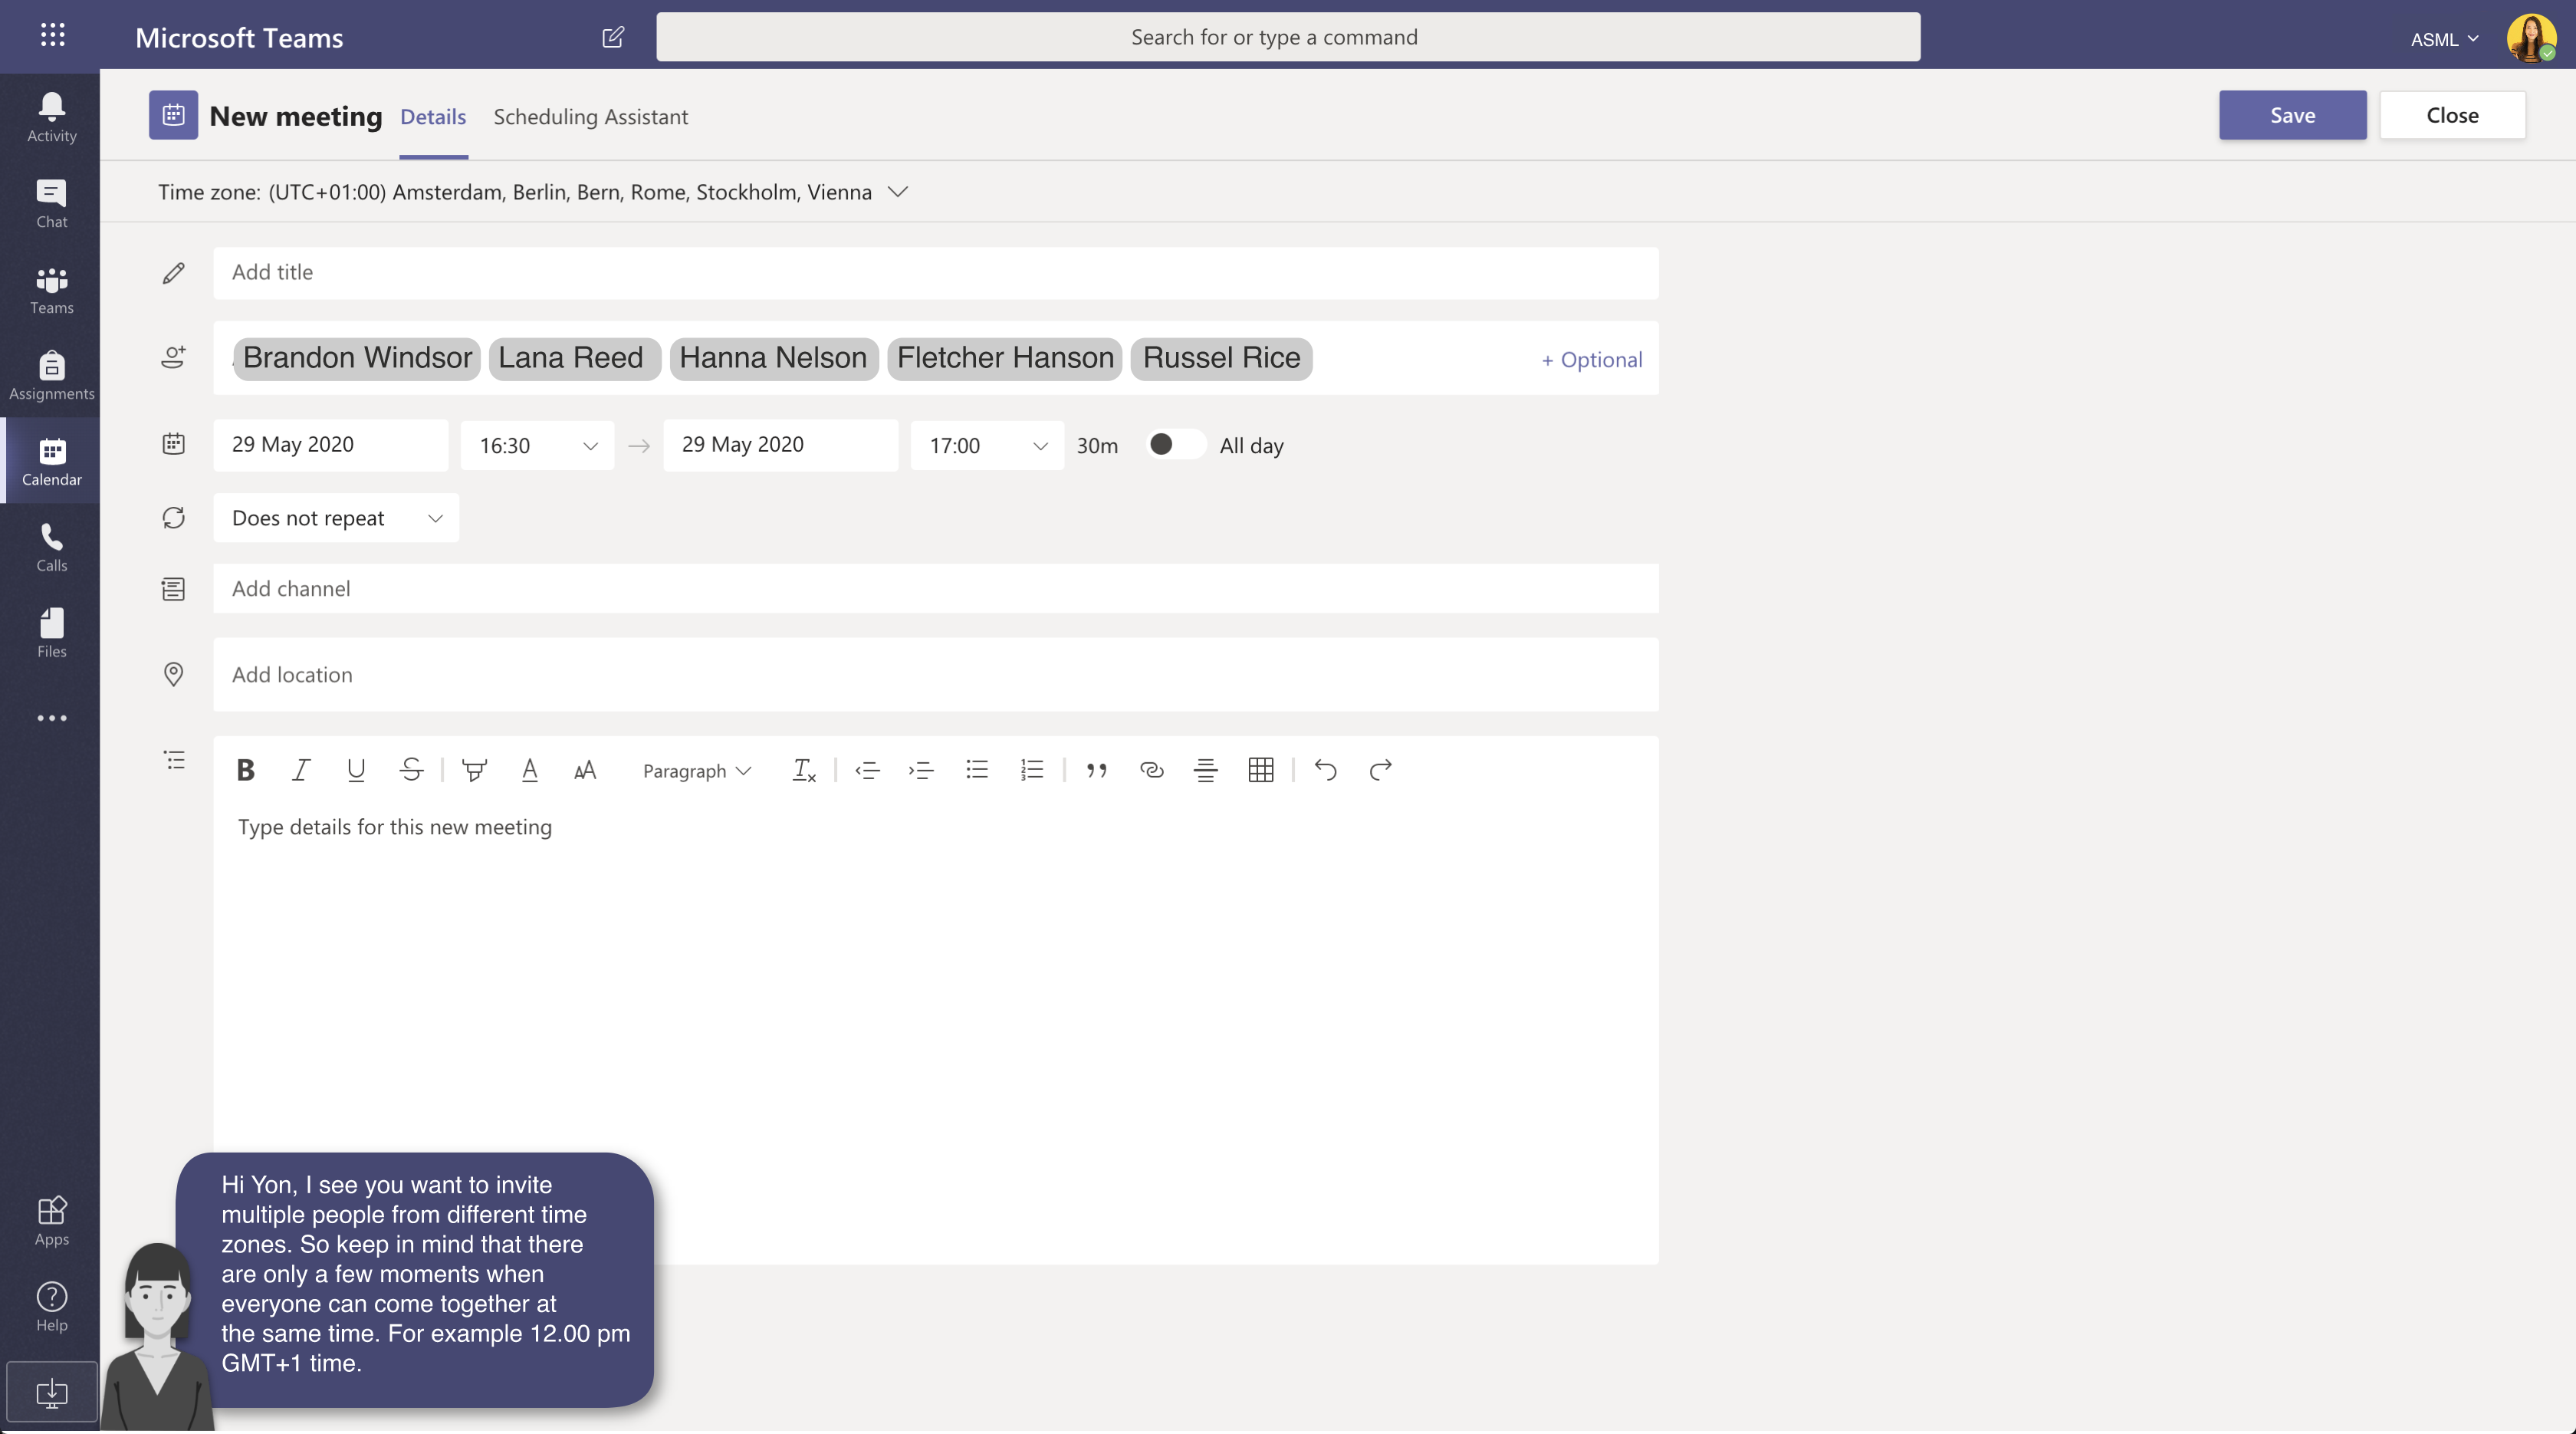 Microsoft Teams
Search for or type a command
ASML
Activity
Chat
Teams
Assignments
Calendar
Calls
Files
Apps
Help
New meeting Details Scheduling Assistant
Save Close
Time zone: (UTC+01:00) Amsterdam, Berlin, Bern, Rome, Stockholm, Vienna
Add title
Brandon Windsor Lana Reed Hanna Nelson Fletcher Hanson Russel Rice + Optional
29 May 2020 16:30 → 29 May 2020 17:00 30m All day
Does not repeat
Add channel
Add location
B I U S A AA Paragraph
Type details for this new meeting
Hi Yon, I see you want to invite
multiple people from different time
zones. So keep in mind that there
are only a few moments when
everyone can come together at
the same time. For example 12.00 pm
GMT+1 time.